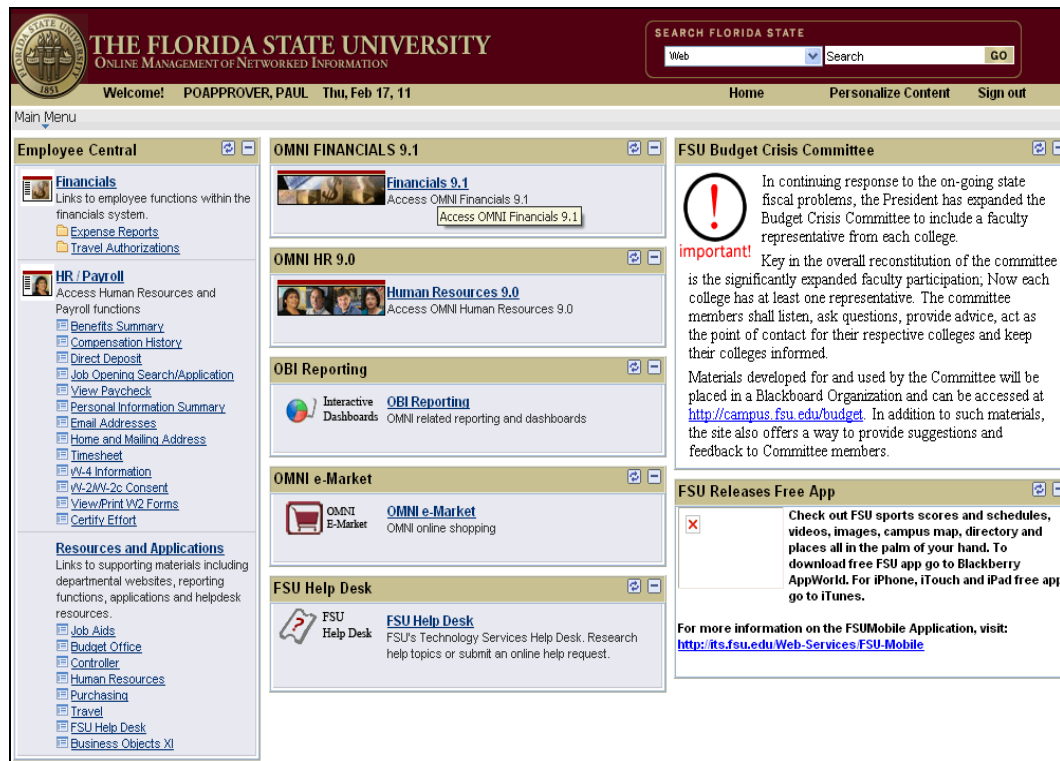 STATE UN
1851
THE FLORIDA STATE UNIVERSITY
ONLINE MANAGEMENT OF NETWORKED INFORMATION
SEARCH FLORIDA STATE
Web
Search
GO
Welcome! POAPPROVER, PAUL Thu, Feb 17, 11
Home
Personalize Content
Sign out
Main Menu
Employee Central
Financials
Links to employee functions within the
financials system.
Expense Reports
Travel Authorizations
HR / Payroll
Access Human Resources and
Payroll functions
Benefits Summary
Compensation History
Direct Deposit
Job Opening Search/Application
View Paycheck
Personal Information Summary
Email Addresses
Home and Mailing Address
Timesheet
W-4 Information
W-2/W-2c Consent
View/Print W2 Forms
Certify Effort
Resources and Applications
Links to supporting materials including
departmental websites, reporting
functions, applications and helpdesk
resources.
Job Aids
Budget Office
Controller
Human Resources
Purchasing
Travel
FSU Help Desk
Business Objects XI
OMNI FINANCIALS 9.1
Financials 9.1
Access OMNI Financials 9.1
Access OMNI Financials 9.1
OMNI HR 9.0
Human Resources 9.0
Access OMNI Human Resources 9.0
OBI Reporting
Interactive
Dashboards
OBI Reporting
OMNI related reporting and dashboards
OMNI e-Market
OMNI
E-Market
OMNI e-Market
OMNI online shopping
FSU Help Desk
FSU
Help Desk
FSU Help Desk
FSU's Technology Services Help Desk. Research
help topics or submit an online help request.
FSU Budget Crisis Committee
important!
In continuing response to the on-going state
fiscal problems, the President has expanded the
Budget Crisis Committee to include a faculty
representative from each college.
Key in the overall reconstitution of the committee
is the significantly expanded faculty participation; Now each
college has at least one representative. The committee
members shall listen, ask questions, provide advice, act as
the point of contact for their respective colleges and keep
their colleges informed.
Materials developed for and used by the Committee will be
placed in a Blackboard Organization and can be accessed at
http://campus.fsu.edu/budget. In addition to such materials,
the site also offers a way to provide suggestions and
feedback to Committee members.
FSU Releases Free App
Check out FSU sports scores and schedules,
videos, images, campus map, directory and
places all in the palm of your hand. To
download free FSU app go to Blackberry
AppWorld. For iPhone, iTouch and iPad free app
go to iTunes.
For more information on the FSUMobile Application, visit:
http://its.fsu.edu/Web-Services/FSU-Mobile